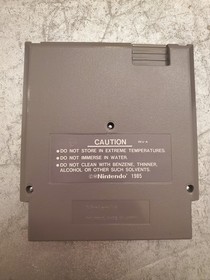 CAUTION
• DO NOT STORE IN EXTREME TEMPERATURES.
• DO NOT IMMERSE IN WATER.
• DO NOT CLEAN WITH BENZENE, THINNER,
ALCOHOL OR OTHER SUCH SOLVENTS.
Nintendo 1985